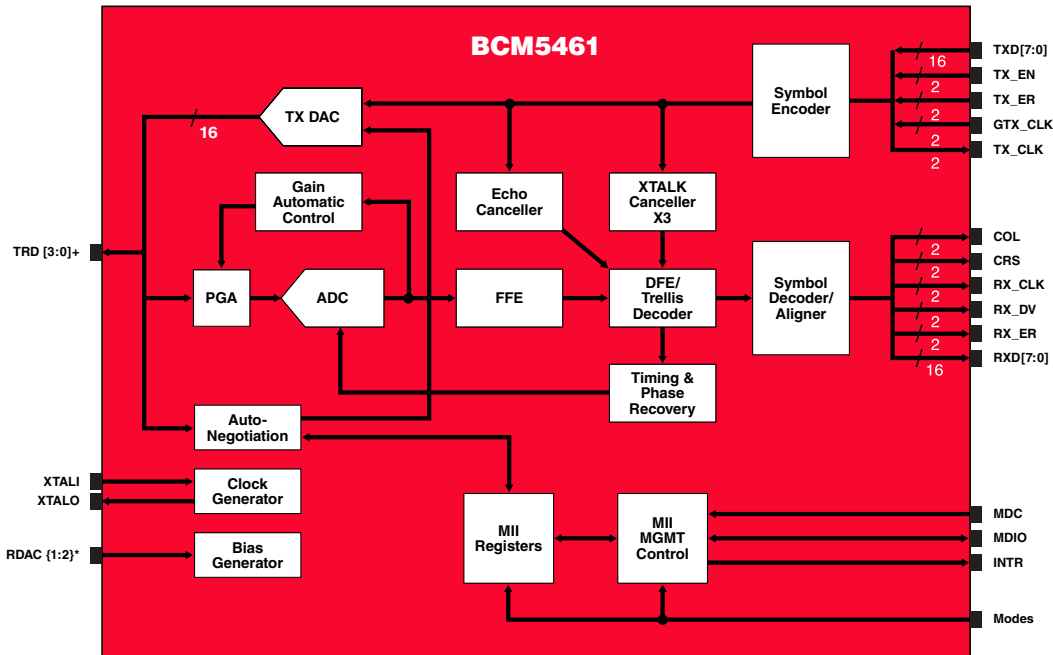 BCM5461
TXD[7:0]
16
TX_EN
2
TX_ER
2
GTX_CLK
2
TX_CLK
2
Symbol
Encoder
TX DAC
16
Gain
Automatic
Control
Echo
Canceller
XTALK
Canceller
X3
TRD [3:0]+
PGA
ADC
FFE
DFE/
Trellis
Decoder
Symbol
Decoder/
Aligner
COL
2
CRS
2
RX_CLK
2
RX_DV
2
RX_ER
2
RXD[7:0]
16
Timing &
Phase
Recovery
Auto-
Negotiation
XTALI
XTALO
Clock
Generator
RDAC {1:2}*
Bias
Generator
MII
Registers
MII
MGMT
Control
MDC
MDIO
INTR
Modes